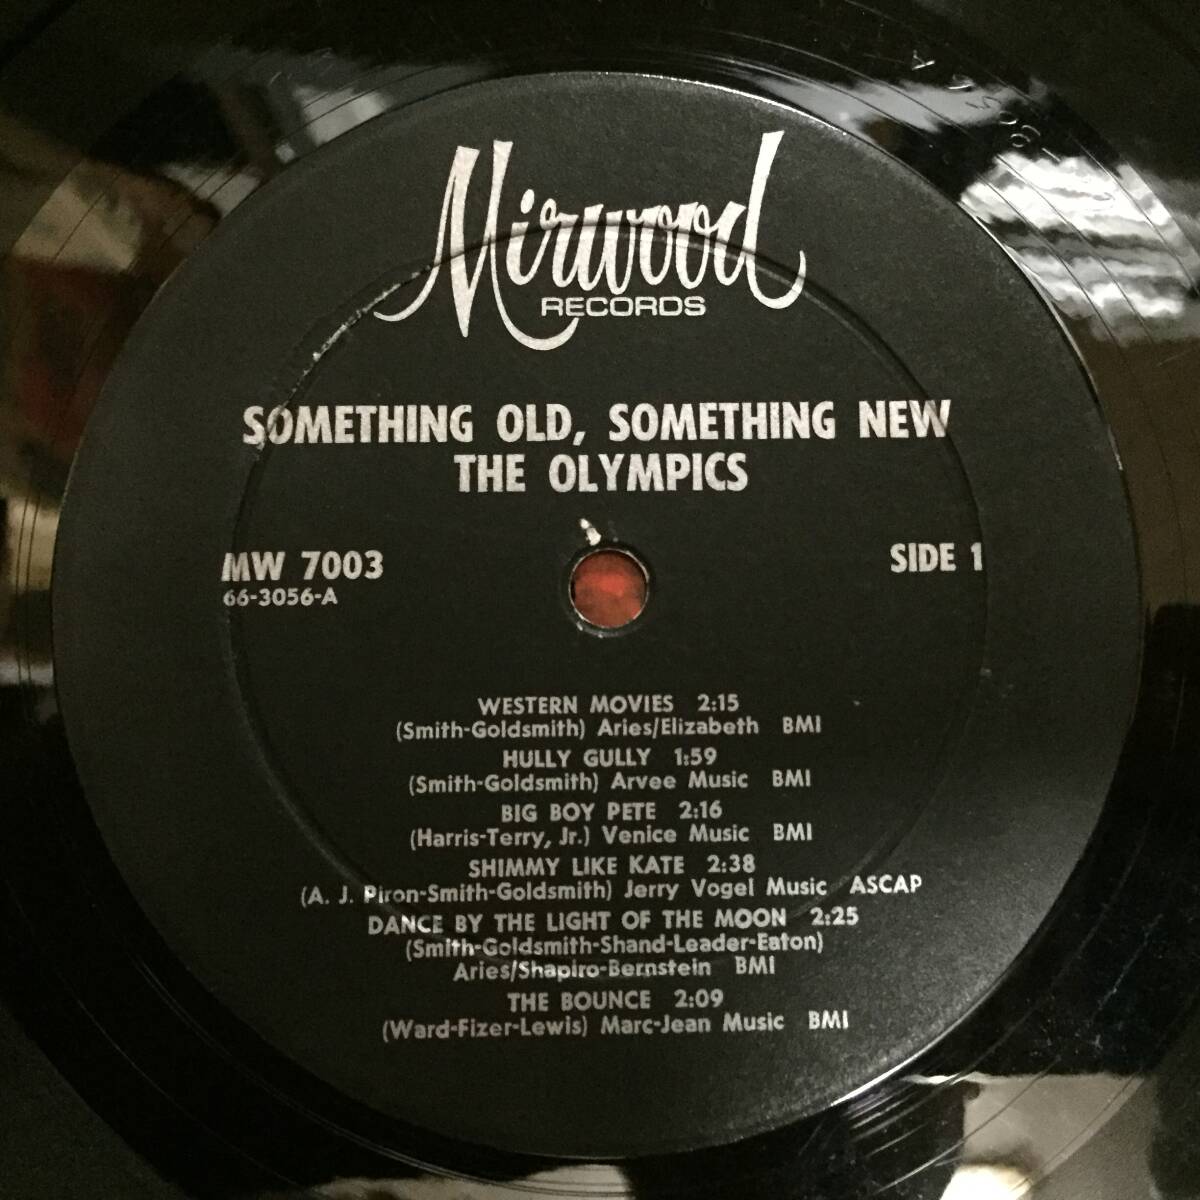 Mirwood
RECORDS
SOMETHING OLD, SOMETHING NEW
THE OLYMPICS
MW 7003
66-3056-A
SIDE 1
WESTERN MOVIES 2:15
(Smith-Goldsmith) Aries/Elizabeth BMI
HULLY GULLY 1:59
(Smith-Goldsmith) Arvee Music BMI
BIG BOY PETE 2:16
(Harris-Terry, Jr.) Venice Music BMI
SHIMMY LIKE KATE 2:38
(A. J. Piron-Smith-Goldsmith) Jerry Vogel Music ASCAP
DANCE BY THE LIGHT OF THE MOON 2:25
(Smith-Goldsmith-Shand-Leader-Eaton)
Aries/Shapiro-Bernstein BMI
THE BOUNCE 2:09
(Ward-Fizer-Lewis) Marc-Jean Music BMI